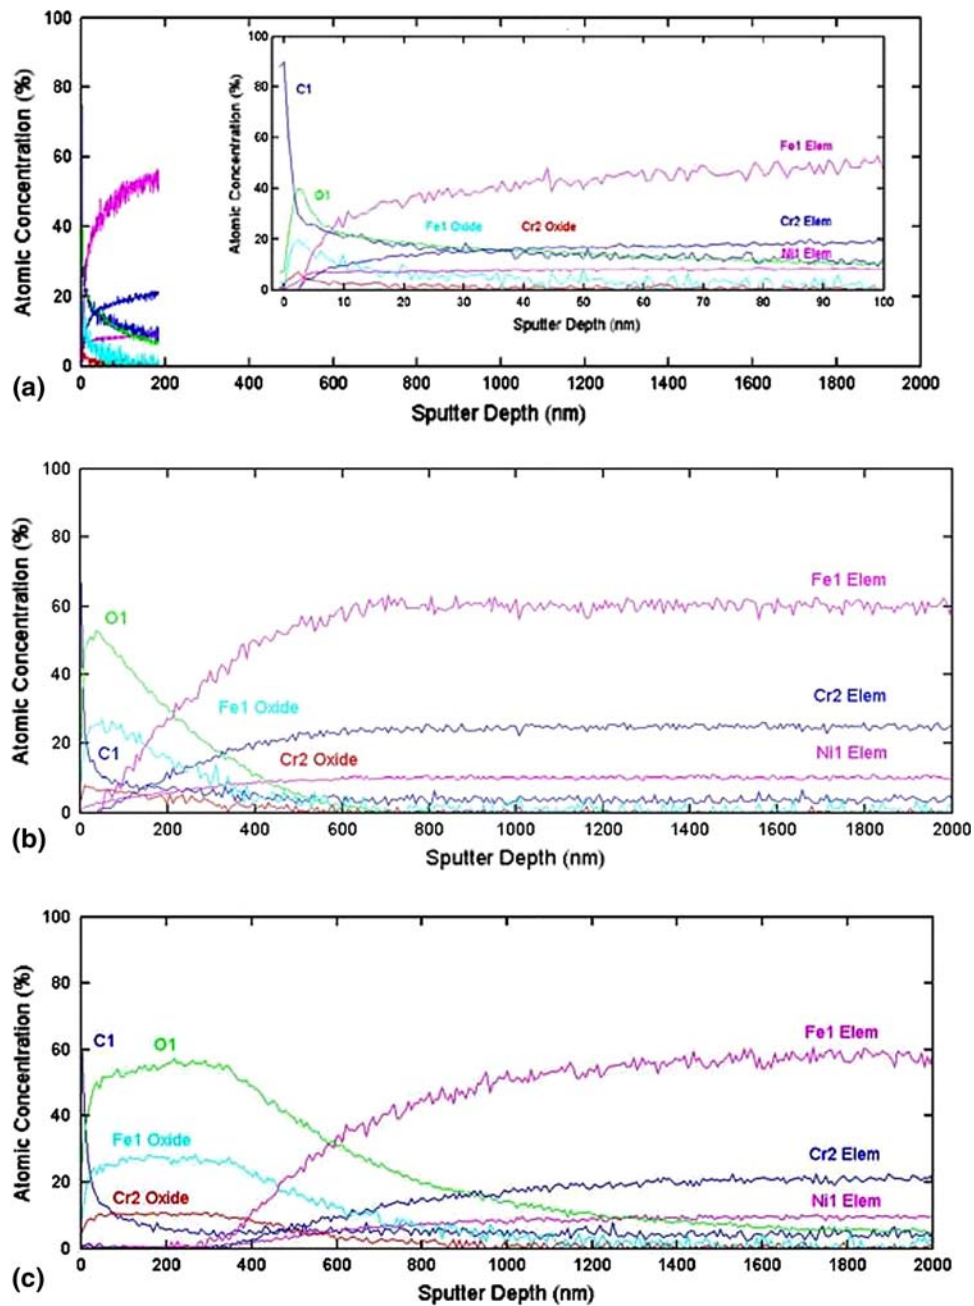 100
80
60
40
20
0
Atomic Concentration (%)
0 200 400 600 800 1000 1200 1400 1600 1800 2000
Sputter Depth (nm)
(a)
100
80
60
40
20
0
Atomic Concentration (%)
C1
O1
Fe1 Oxide
Cr2 Oxide
Fe1 Elem
Cr2 Elem
Ni1 Elem
0 10 20 30 40 50 60 70 80 90 100
Sputter Depth (nm)
100
80
60
40
20
0
Atomic Concentration (%)
O1
C1
Fe1 Oxide
Cr2 Oxide
Fe1 Elem
Cr2 Elem
Ni1 Elem
0 200 400 600 800 1000 1200 1400 1600 1800 2000
Sputter Depth (nm)
(b)
100
80
60
40
20
0
Atomic Concentration (%)
C1
O1
Fe1 Oxide
Cr2 Oxide
Fe1 Elem
Cr2 Elem
Ni1 Elem
0 200 400 600 800 1000 1200 1400 1600 1800 2000
Sputter Depth (nm)
(c)